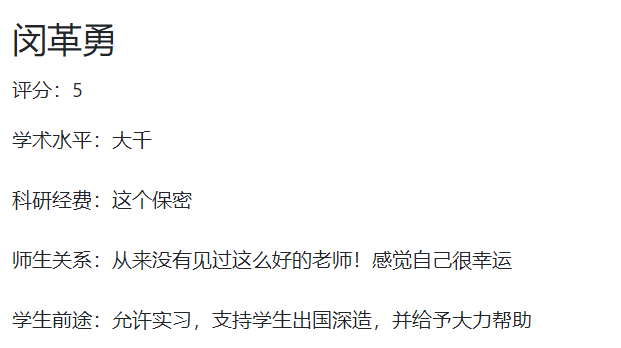 闵革勇
评分：5
学术水平：大千
科研经费：这个保密
师生关系：从来没有见过这么好的老师！感觉自己很幸运
学生前途：允许实习，支持学生出国深造，并给予大力帮助